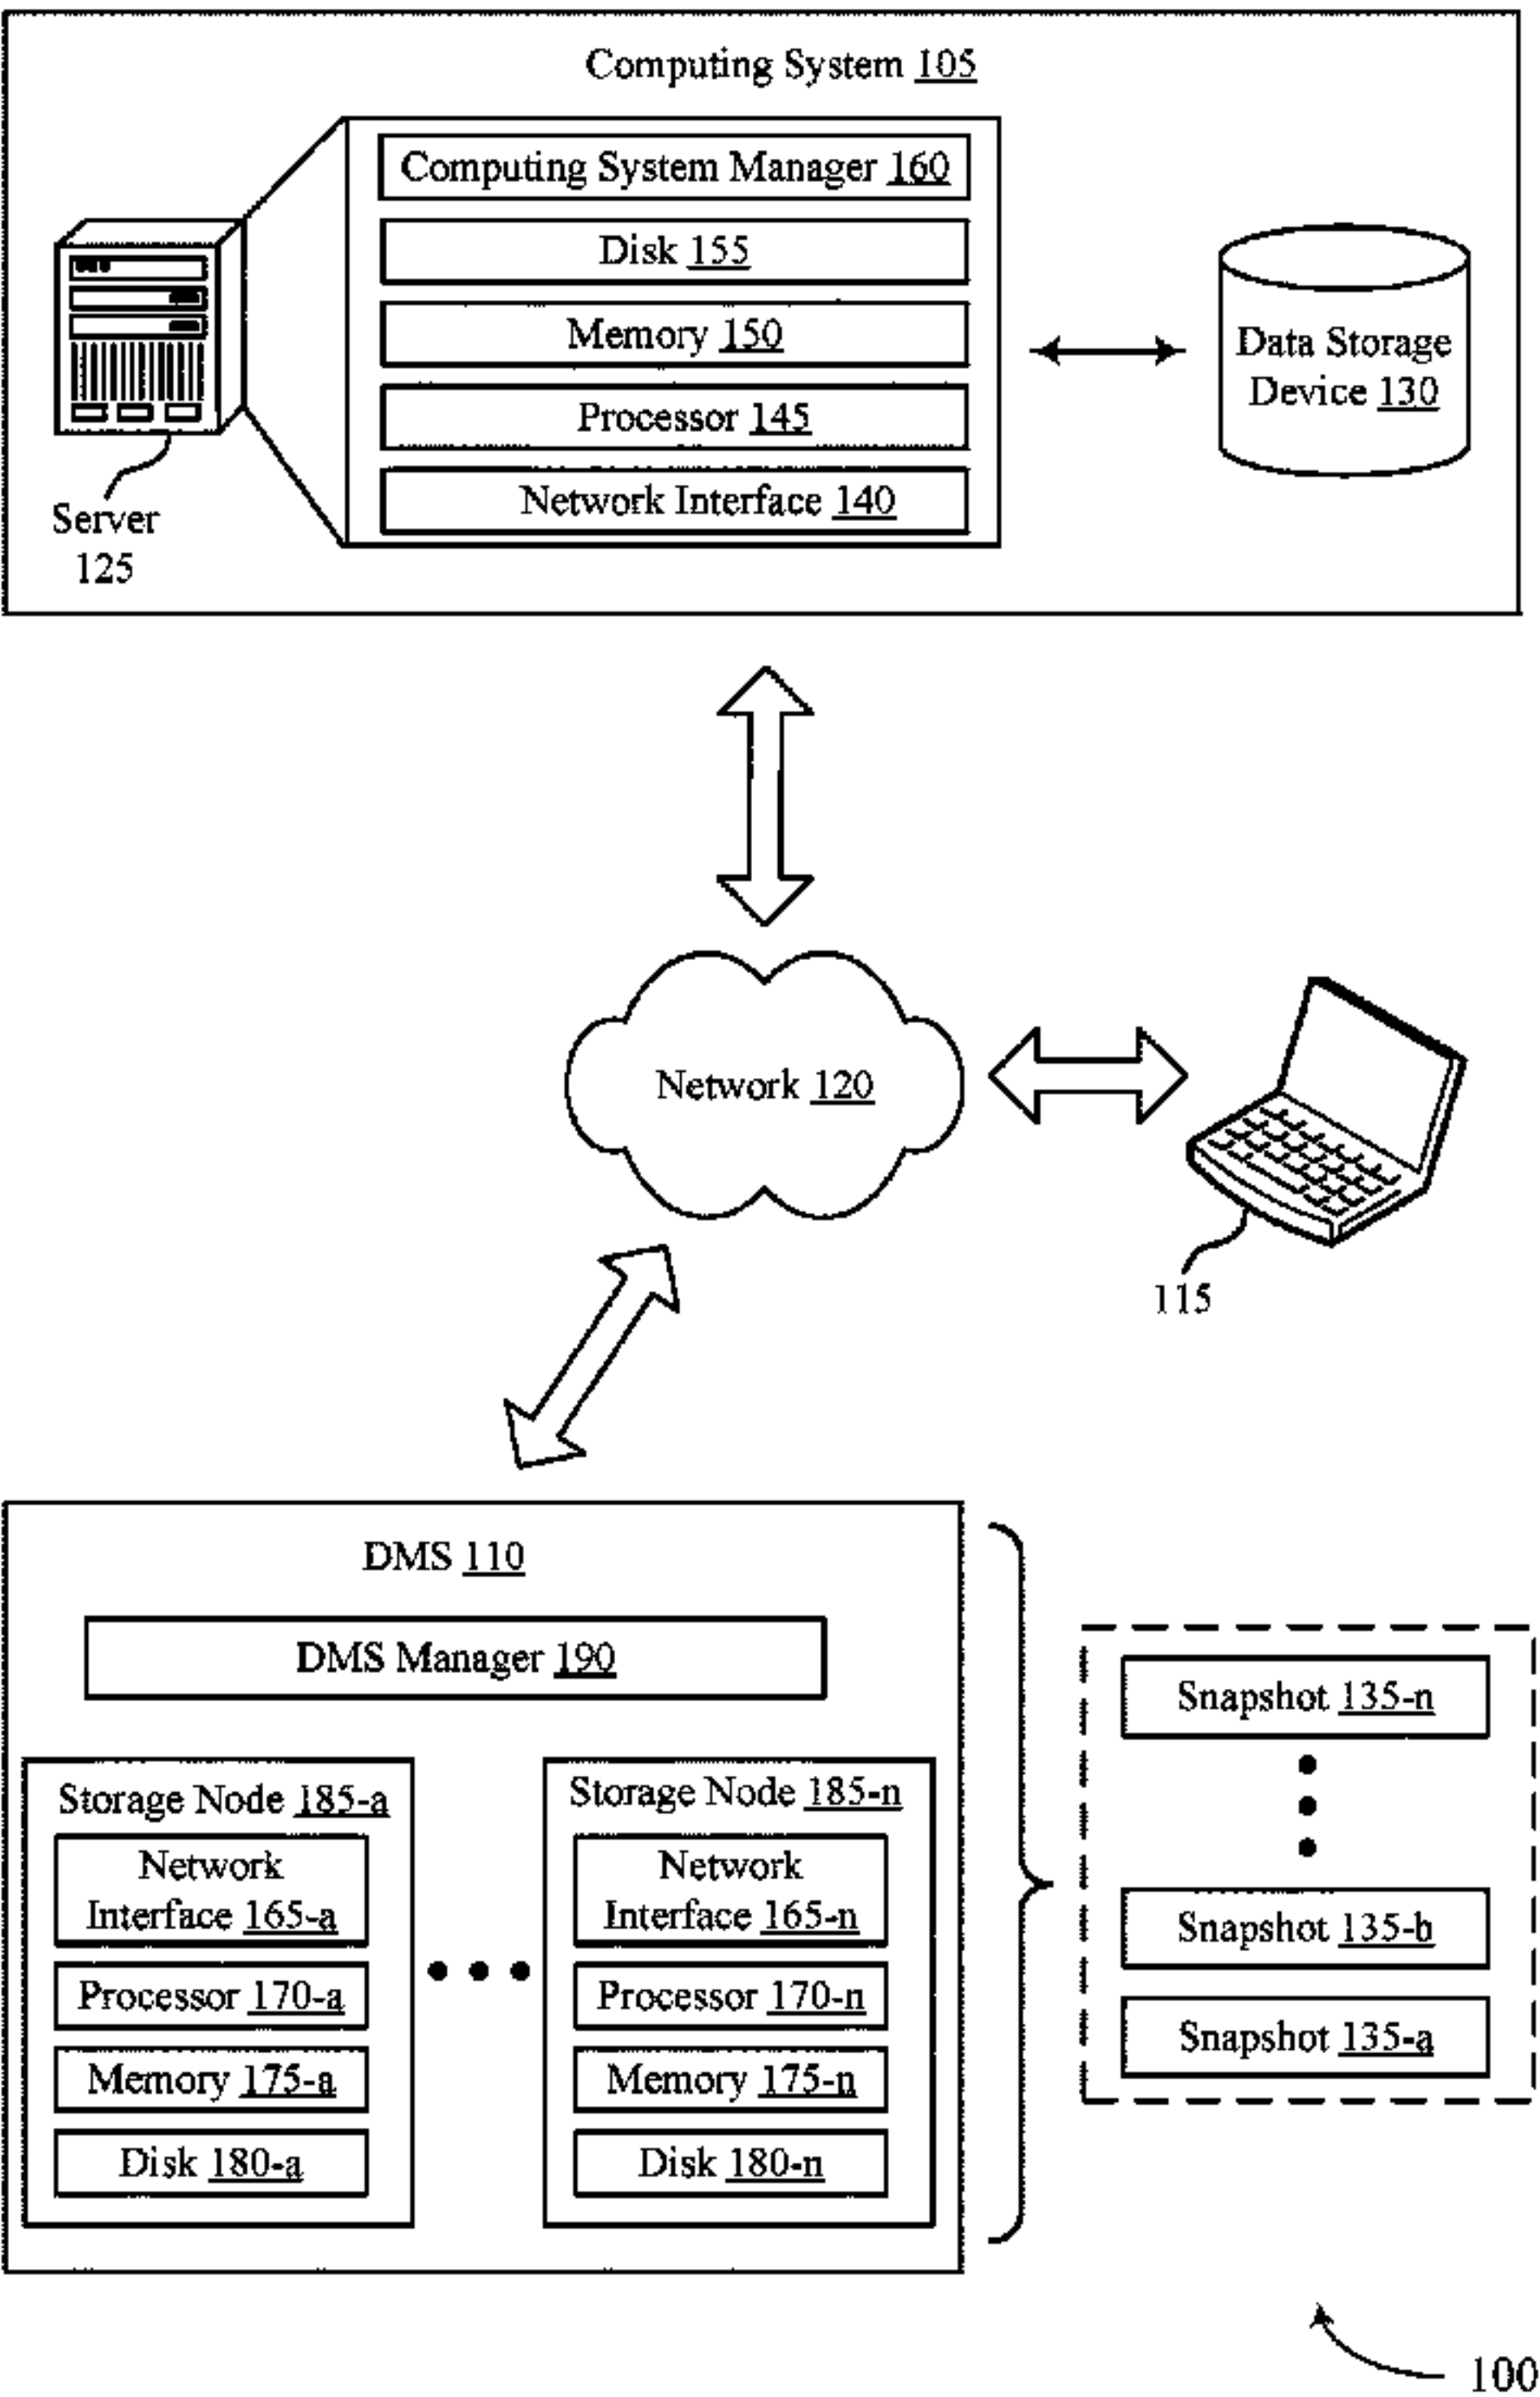 Computing System 105
Computing System Manager 160
Disk 155
Memory 150
Processor 145
Network Interface 140
Server
125
Data Storage
Device 130
Network 120
115
DMS 110
DMS Manager 190
Storage Node 185-a
Network
Interface 165-a
Processor 170-a
Memory 175-a
Disk 180-a
Storage Node 185-n
Network
Interface 165-n
Processor 170-n
Memory 175-n
Disk 180-n
Snapshot 135-n
Snapshot 135-b
Snapshot 135-a
100